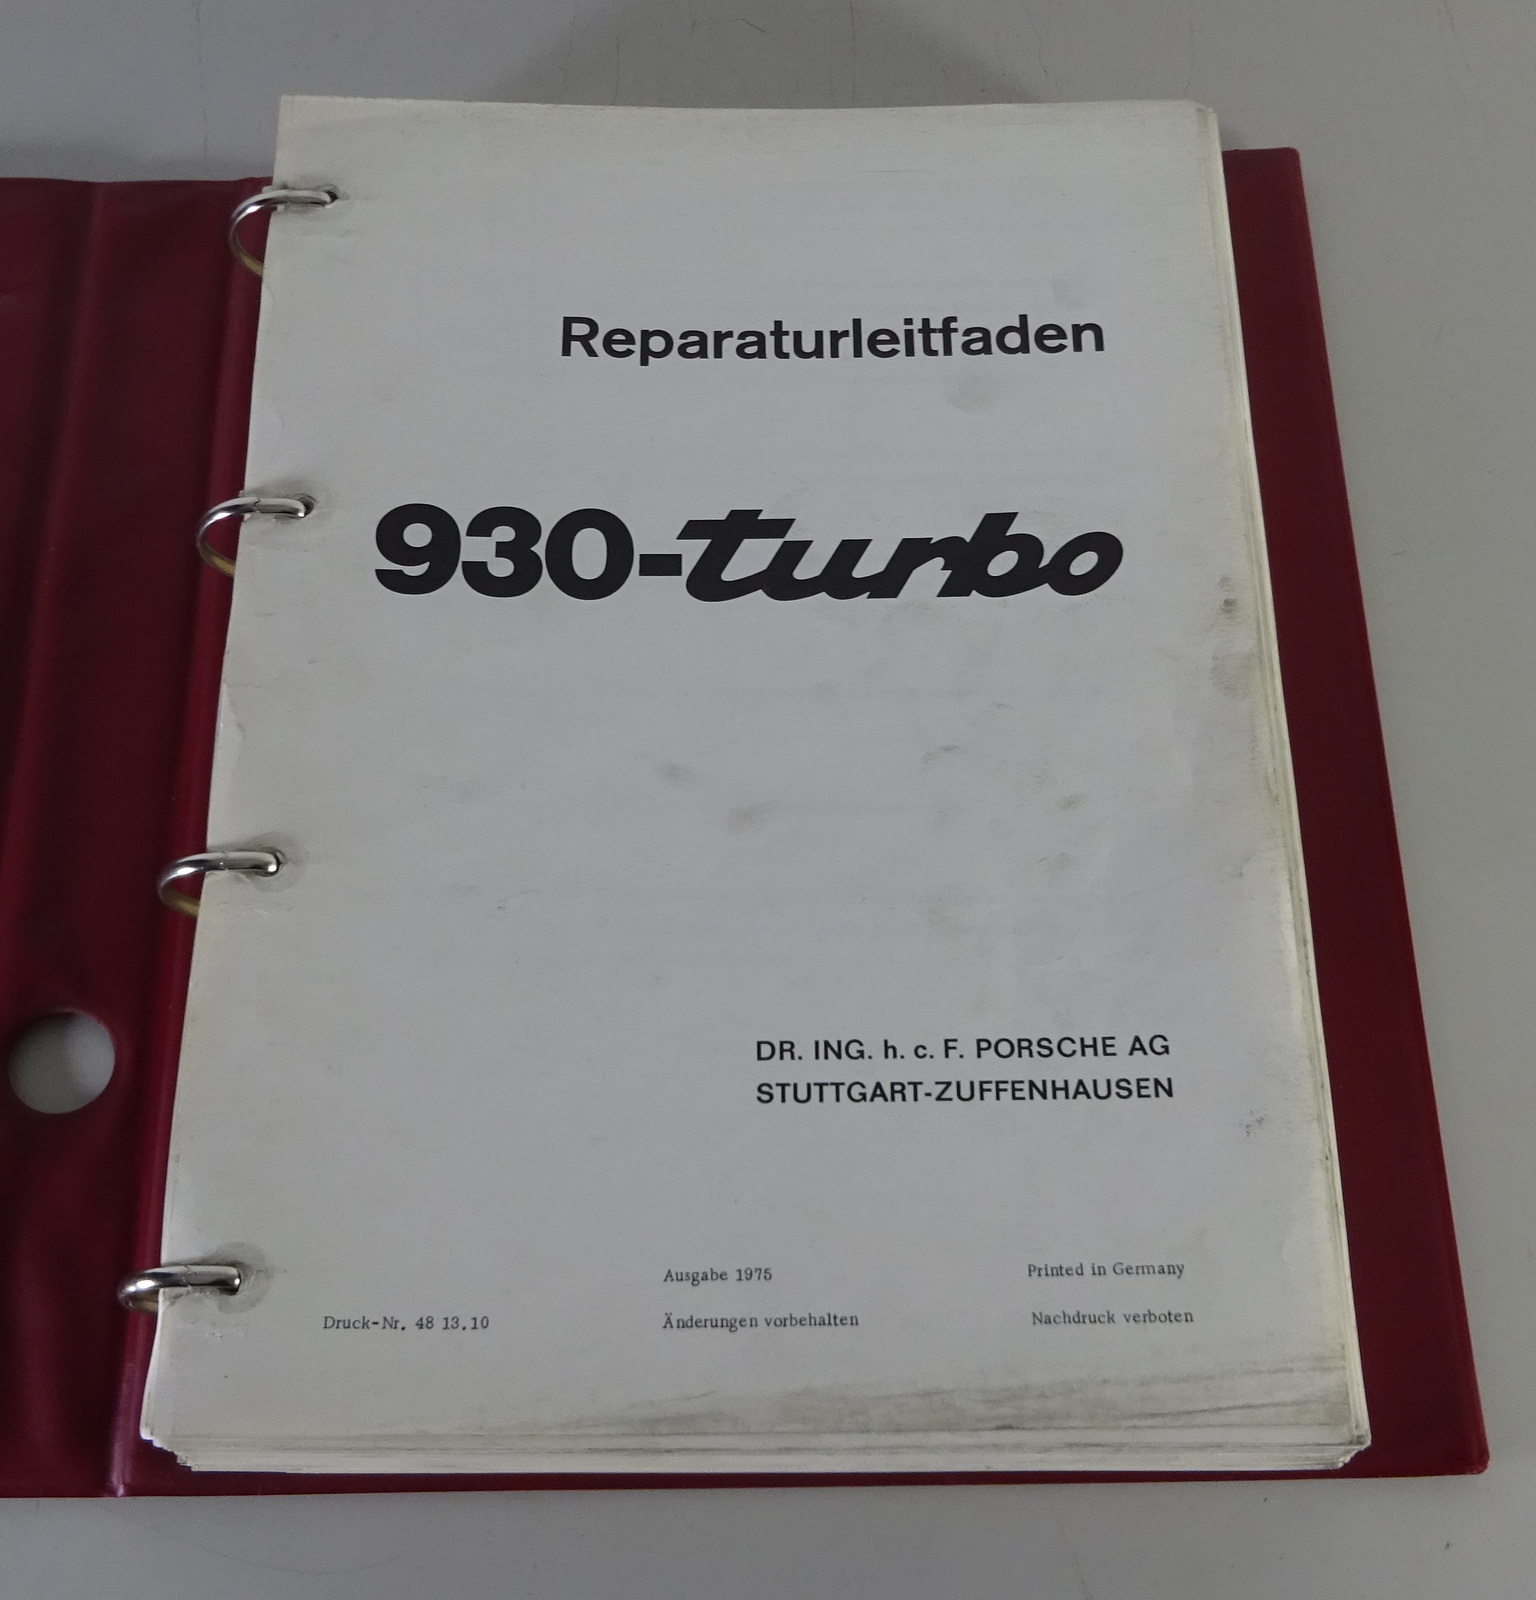 Reparaturleitfaden
930-turbo
DR. ING. h. c. F. PORSCHE AG
STUTTGART-ZUFFENHAUSEN
Ausgabe 1975
Printed in Germany
Druck-Nr. 48 13.10
Änderungen vorbehalten
Nachdruck verboten